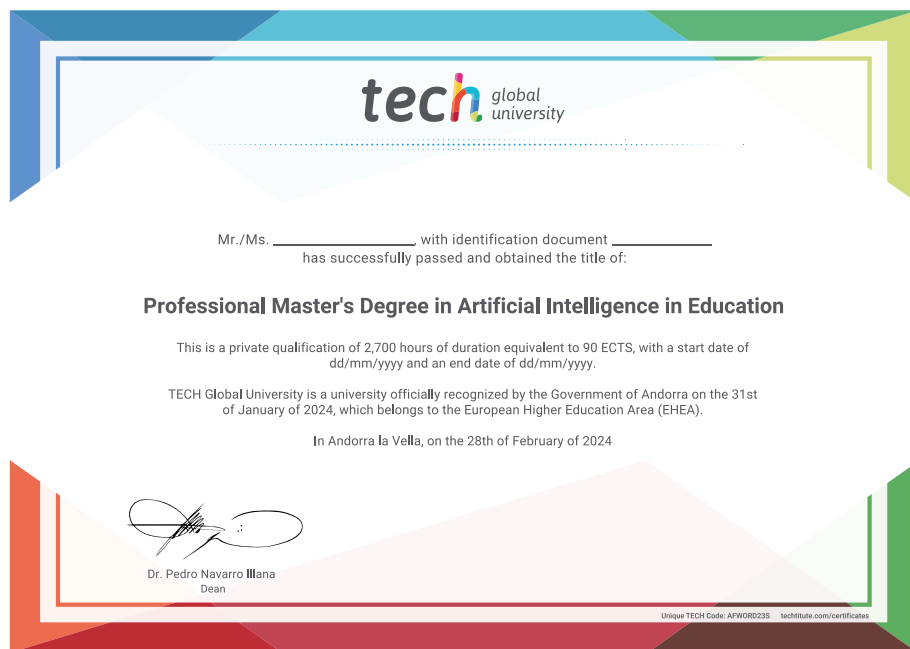 tech global university
Mr./Ms. ____________________, with identification document ______________
has successfully passed and obtained the title of:
Professional Master's Degree in Artificial Intelligence in Education
This is a private qualification of 2,700 hours of duration equivalent to 90 ECTS, with a start date of
dd/mm/yyyy and an end date of dd/mm/yyyy.
TECH Global University is a university officially recognized by the Government of Andorra on the 31st
of January of 2024, which belongs to the European Higher Education Area (EHEA).
In Andorra la Vella, on the 28th of February of 2024
Dr. Pedro Navarro Illana
Dean
Unique TECH Code: AFWORD23S techtitute.com/certificates